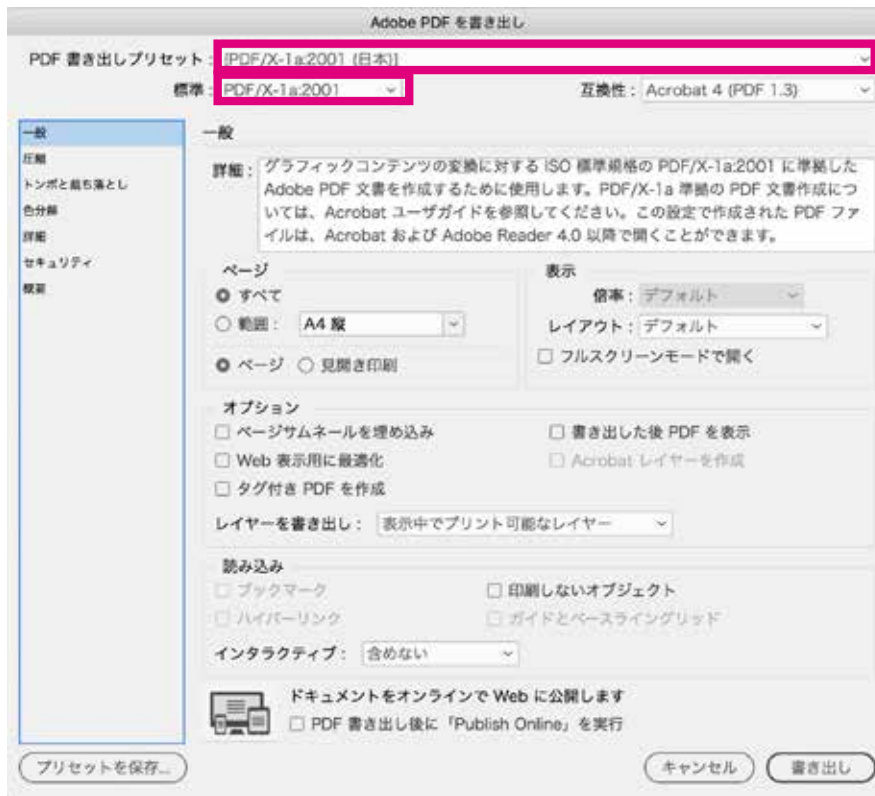 Adobe PDF を書き出し
PDF 書き出しプリセット： [PDF/X-1a:2001 (日本)]
標準： PDF/X-1a:2001 互換性： Acrobat 4 (PDF 1.3)
一般
圧縮
トンボと裁ち落とし
色分解
詳細
セキュリティ
概要
一般
詳細： グラフィックコンテンツの変換に対する ISO 標準規格の PDF/X-1a:2001 に準拠した
Adobe PDF 文書を作成するために使用します。PDF/X-1a 準拠の PDF 文書作成につ
いては、Acrobat ユーザガイドを参照してください。この設定で作成された PDF ファ
イルは、Acrobat および Adobe Reader 4.0 以降で開くことができます。
ページ
すべて
範囲： A4 縦
ページ 見開き印刷
表示
倍率： デフォルト
レイアウト： デフォルト
フルスクリーンモードで開く
オプション
ページサムネールを埋め込み 書き出した後 PDF を表示
Web 表示用に最適化 Acrobat レイヤーを作成
タグ付き PDF を作成
レイヤーを書き出し： 表示中でプリント可能なレイヤー
読み込み
ブックマーク 印刷しないオブジェクト
ハイパーリンク ガイドとベースライングリッド
インタラクティブ： 含めない
ドキュメントをオンラインで Web に公開します
PDF 書き出し後に「Publish Online」を実行
プリセットを保存... キャンセル 書き出し